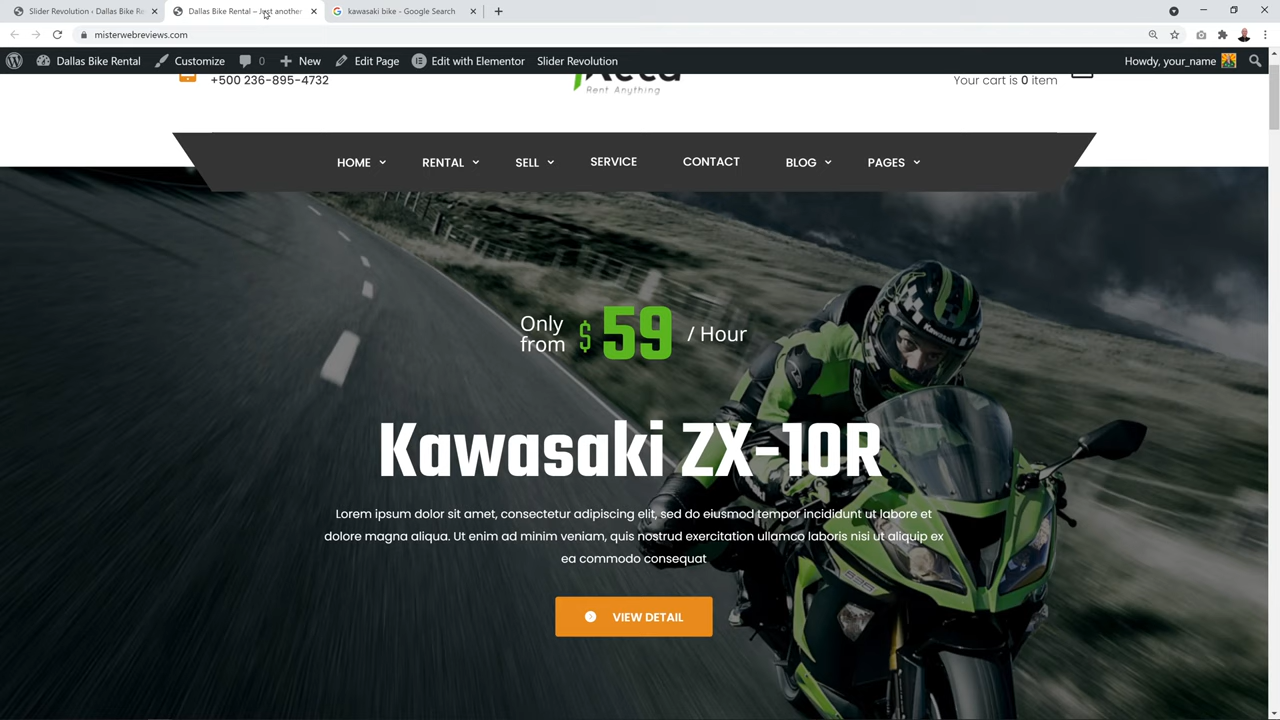 Slider Revolution ‹ Dallas Bike Re
Dallas Bike Rental – Just another
kawasaki bike - Google Search
misterwebreviews.com
Dallas Bike Rental
Customize
0
New
Edit Page
Edit with Elementor
Slider Revolution
Howdy, your_name
+500 236-895-4732
Rent Anything
Your cart is 0 item
HOME
RENTAL
SELL
SERVICE
CONTACT
BLOG
PAGES
Only
from
$ 59
/ Hour
Kawasaki ZX-10R
Lorem ipsum dolor sit amet, consectetur adipiscing elit, sed do eiusmod tempor incididunt ut labore et
dolore magna aliqua. Ut enim ad minim veniam, quis nostrud exercitation ullamco laboris nisi ut aliquip ex
ea commodo consequat
VIEW DETAIL
Kawasaki
636